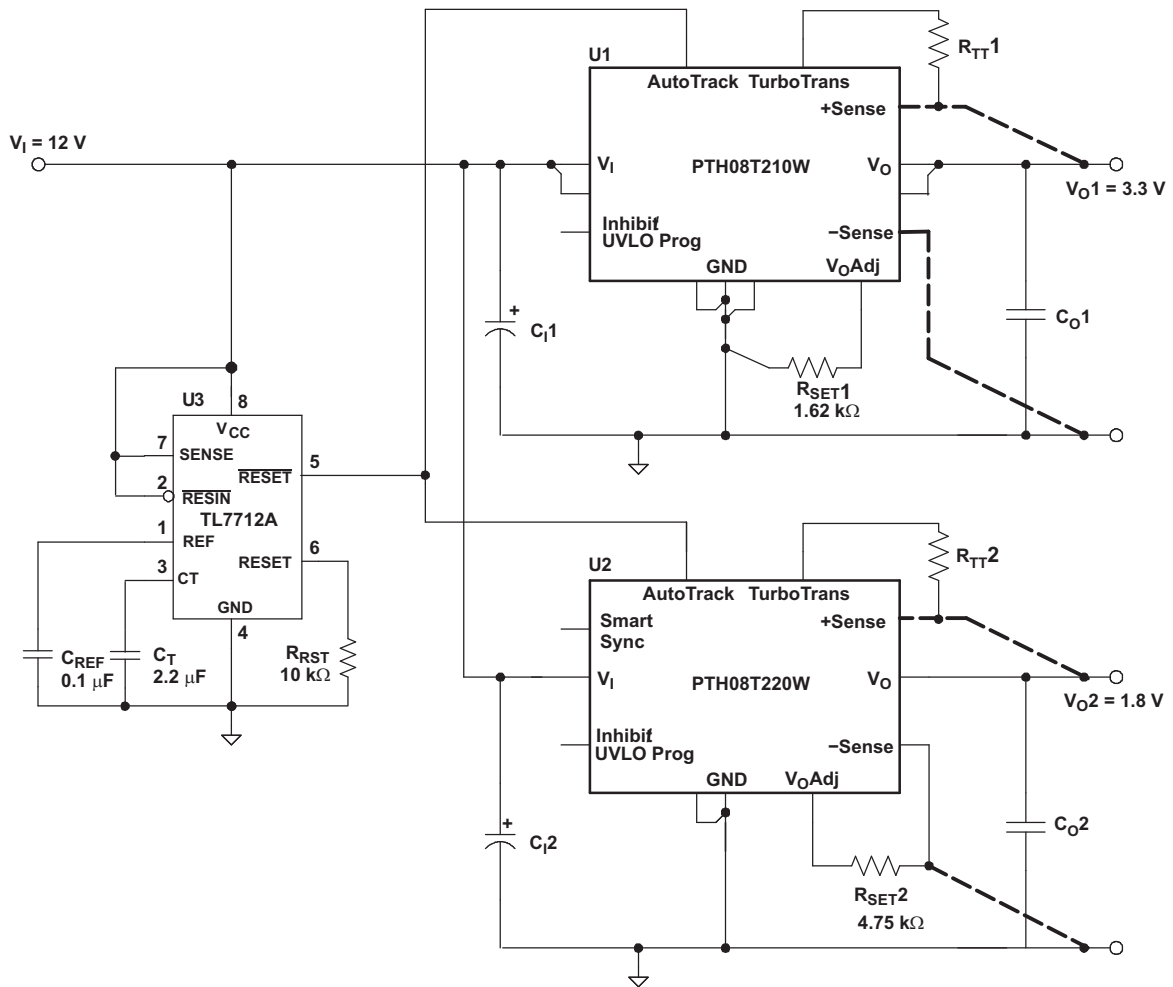 U1
AutoTrack TurboTrans
R_TT1
+Sense
V_I = 12 V
V_I
PTH08T210W
V_O
V_O1 = 3.3 V
Inhibit/
UVLO Prog
−Sense
GND
V_OAdj
+
C_I1
R_SET1
1.62 kΩ
C_O1
U3
8
V_CC
7
SENSE
RESET
5
2
RESIN
TL7712A
1
REF
RESET
6
3
CT
GND
4
C_REF
0.1 μF
C_T
2.2 μF
R_RST
10 kΩ
U2
AutoTrack TurboTrans
R_TT2
Smart
Sync
+Sense
V_I
PTH08T220W
V_O
V_O2 = 1.8 V
Inhibit/
UVLO Prog
−Sense
GND
V_OAdj
+
C_I2
R_SET2
4.75 kΩ
C_O2